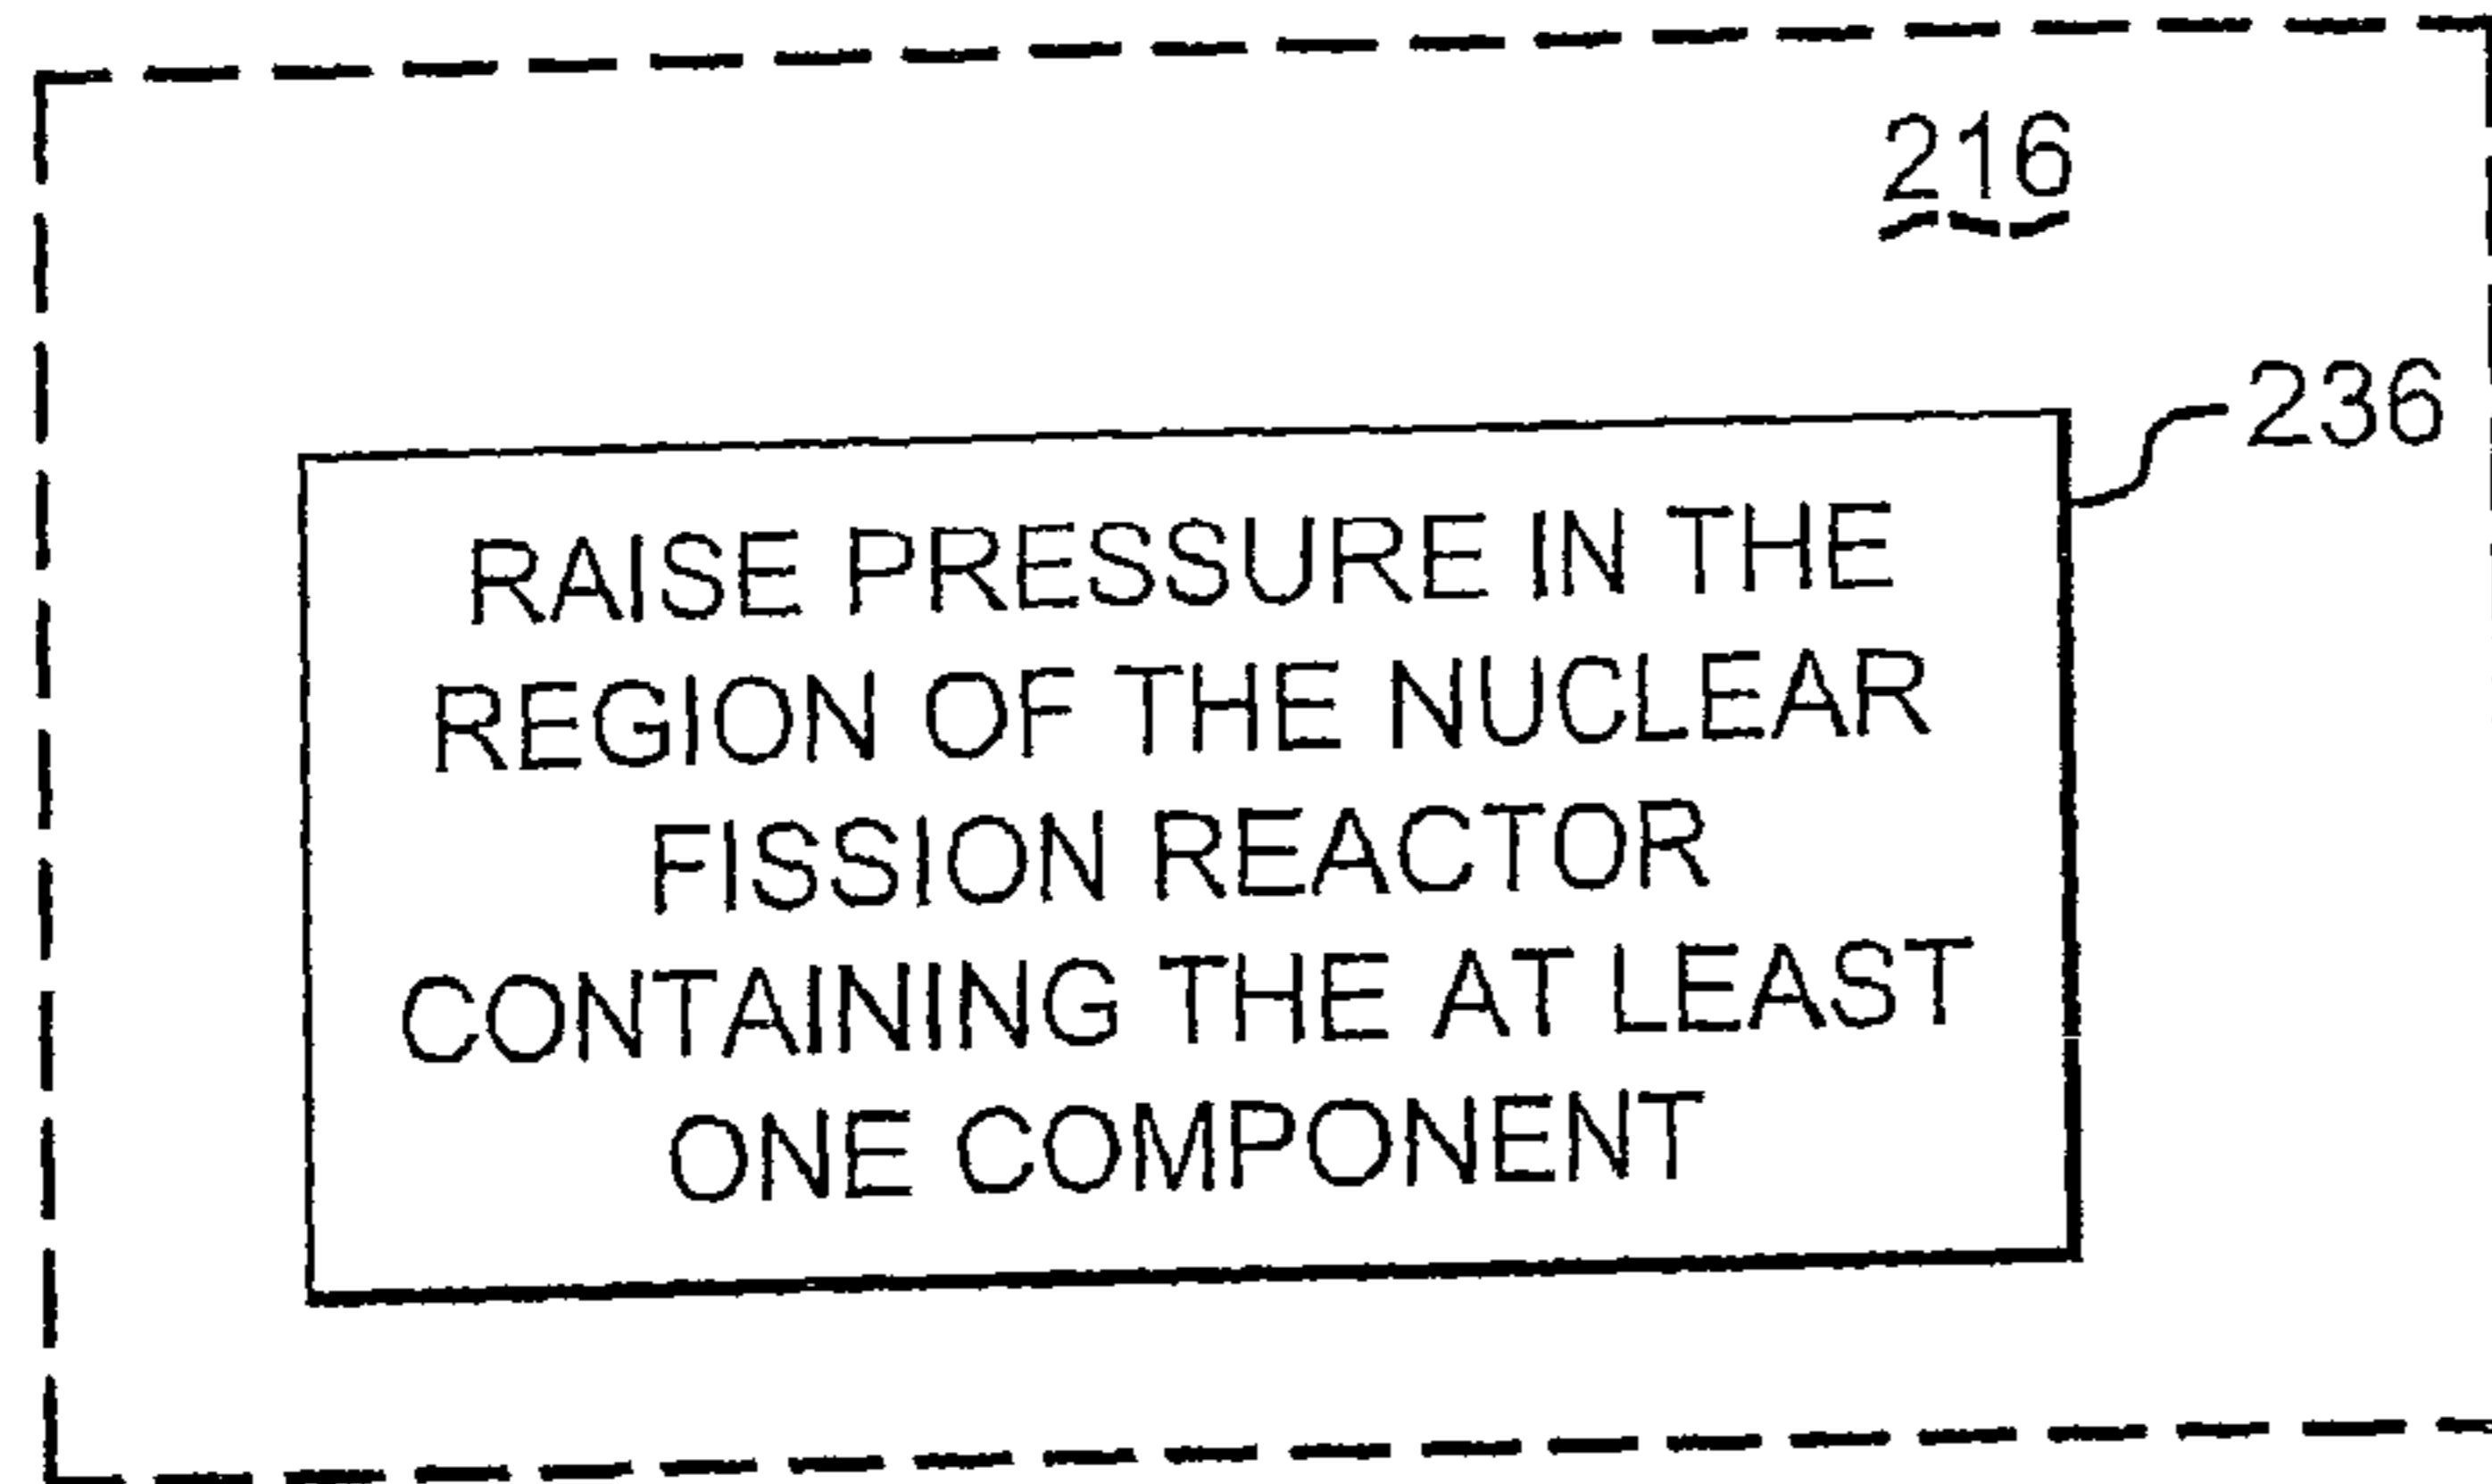 216
236
RAISE PRESSURE IN THE
REGION OF THE NUCLEAR
FISSION REACTOR
CONTAINING THE AT LEAST
ONE COMPONENT